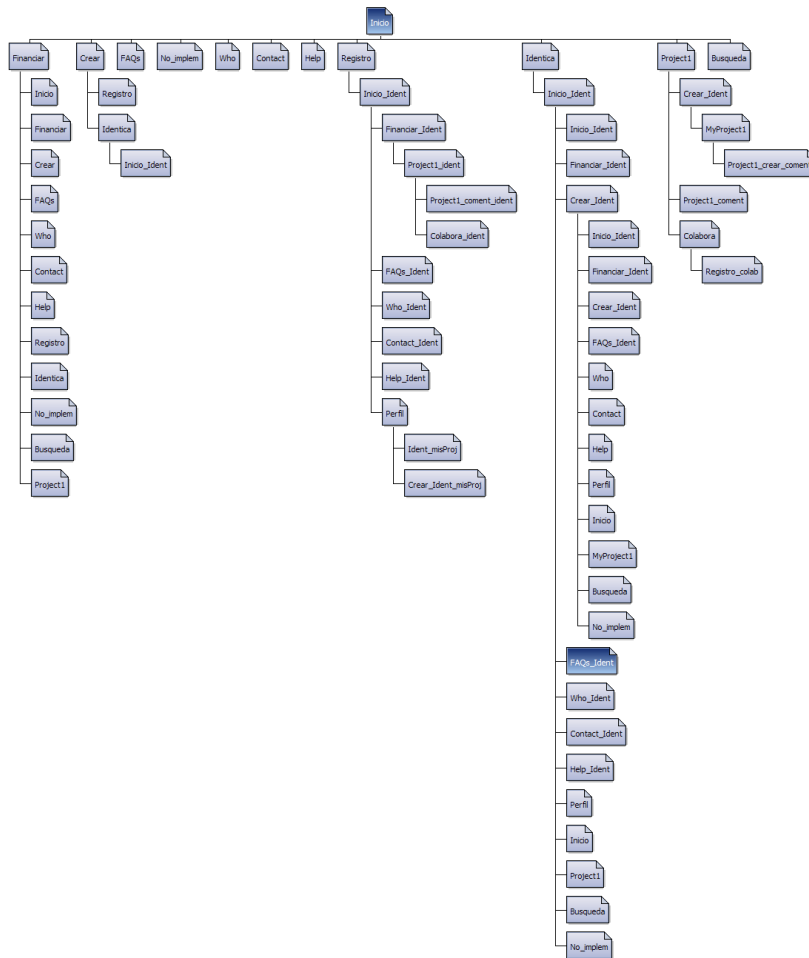 Inicio
Financiar
Crear
FAQs
No_implem
Who
Contact
Help
Registro
Identica
Project1
Busqueda
Inicio
Financiar
Crear
FAQs
Who
Contact
Help
Registro
Identica
No_implem
Busqueda
Project1
Registro
Identica
Inicio_Ident
Inicio_Ident
Financiar_Ident
Project1_ident
Project1_coment_ident
Colabora_ident
FAQs_Ident
Who_Ident
Contact_Ident
Help_Ident
Perfil
Ident_misProj
Crear_Ident_misProj
Inicio_Ident
Inicio_Ident
Financiar_Ident
Crear_Ident
Inicio_Ident
Financiar_Ident
Crear_Ident
FAQs_Ident
Who
Contact
Help
Perfil
Inicio
MyProject1
Busqueda
No_implem
FAQs_Ident
Who_Ident
Contact_Ident
Help_Ident
Perfil
Inicio
Project1
Busqueda
No_implem
Crear_Ident
MyProject1
Project1_crear_coment
Project1_coment
Colabora
Registro_colab